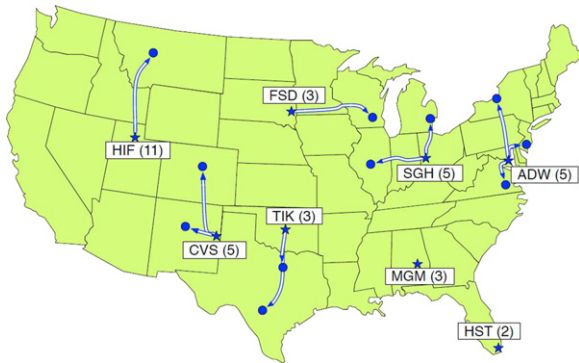 FSD (3)
HIF (11)
SGH (5)
ADW (5)
TIK (3)
CVS (5)
MGM (3)
HST (2)